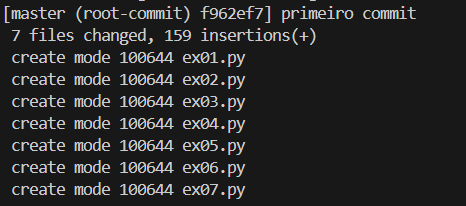 [master (root-commit) f962ef7] primeiro commit
 7 files changed, 159 insertions(+)
 create mode 100644 ex01.py
 create mode 100644 ex02.py
 create mode 100644 ex03.py
 create mode 100644 ex04.py
 create mode 100644 ex05.py
 create mode 100644 ex06.py
 create mode 100644 ex07.py